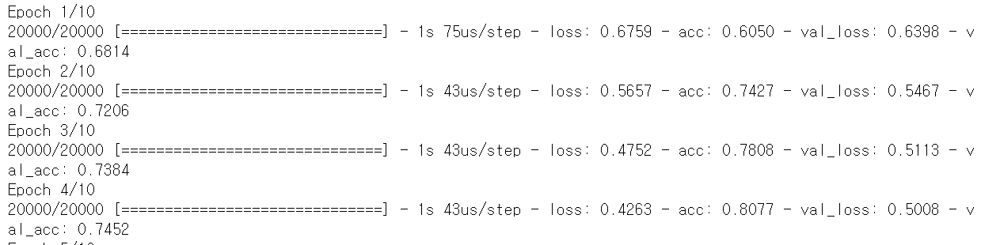 Epoch 1/10
20000/20000 [==============================] - 1s 75us/step - loss: 0.6759 - acc: 0.6050 - val_loss: 0.6398 - v
al_acc: 0.6814
Epoch 2/10
20000/20000 [==============================] - 1s 43us/step - loss: 0.5657 - acc: 0.7427 - val_loss: 0.5467 - v
al_acc: 0.7206
Epoch 3/10
20000/20000 [==============================] - 1s 43us/step - loss: 0.4752 - acc: 0.7808 - val_loss: 0.5113 - v
al_acc: 0.7384
Epoch 4/10
20000/20000 [==============================] - 1s 43us/step - loss: 0.4263 - acc: 0.8077 - val_loss: 0.5008 - v
al_acc: 0.7452